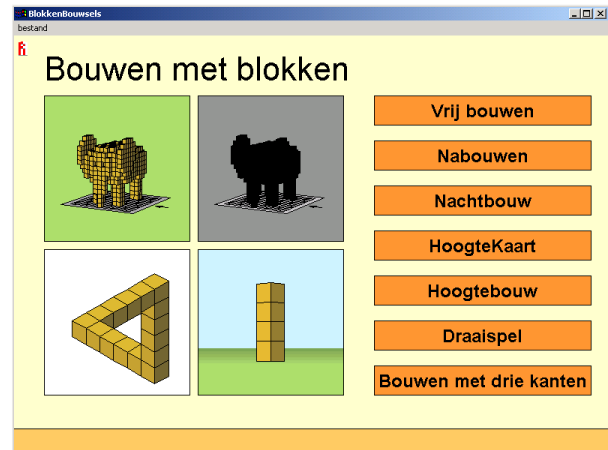 BlokkenBouwsels
bestand
Bouwen met blokken
Vrij bouwen
Nabouwen
Nachtbouw
HoogteKaart
Hoogtebouw
Draaispel
Bouwen met drie kanten